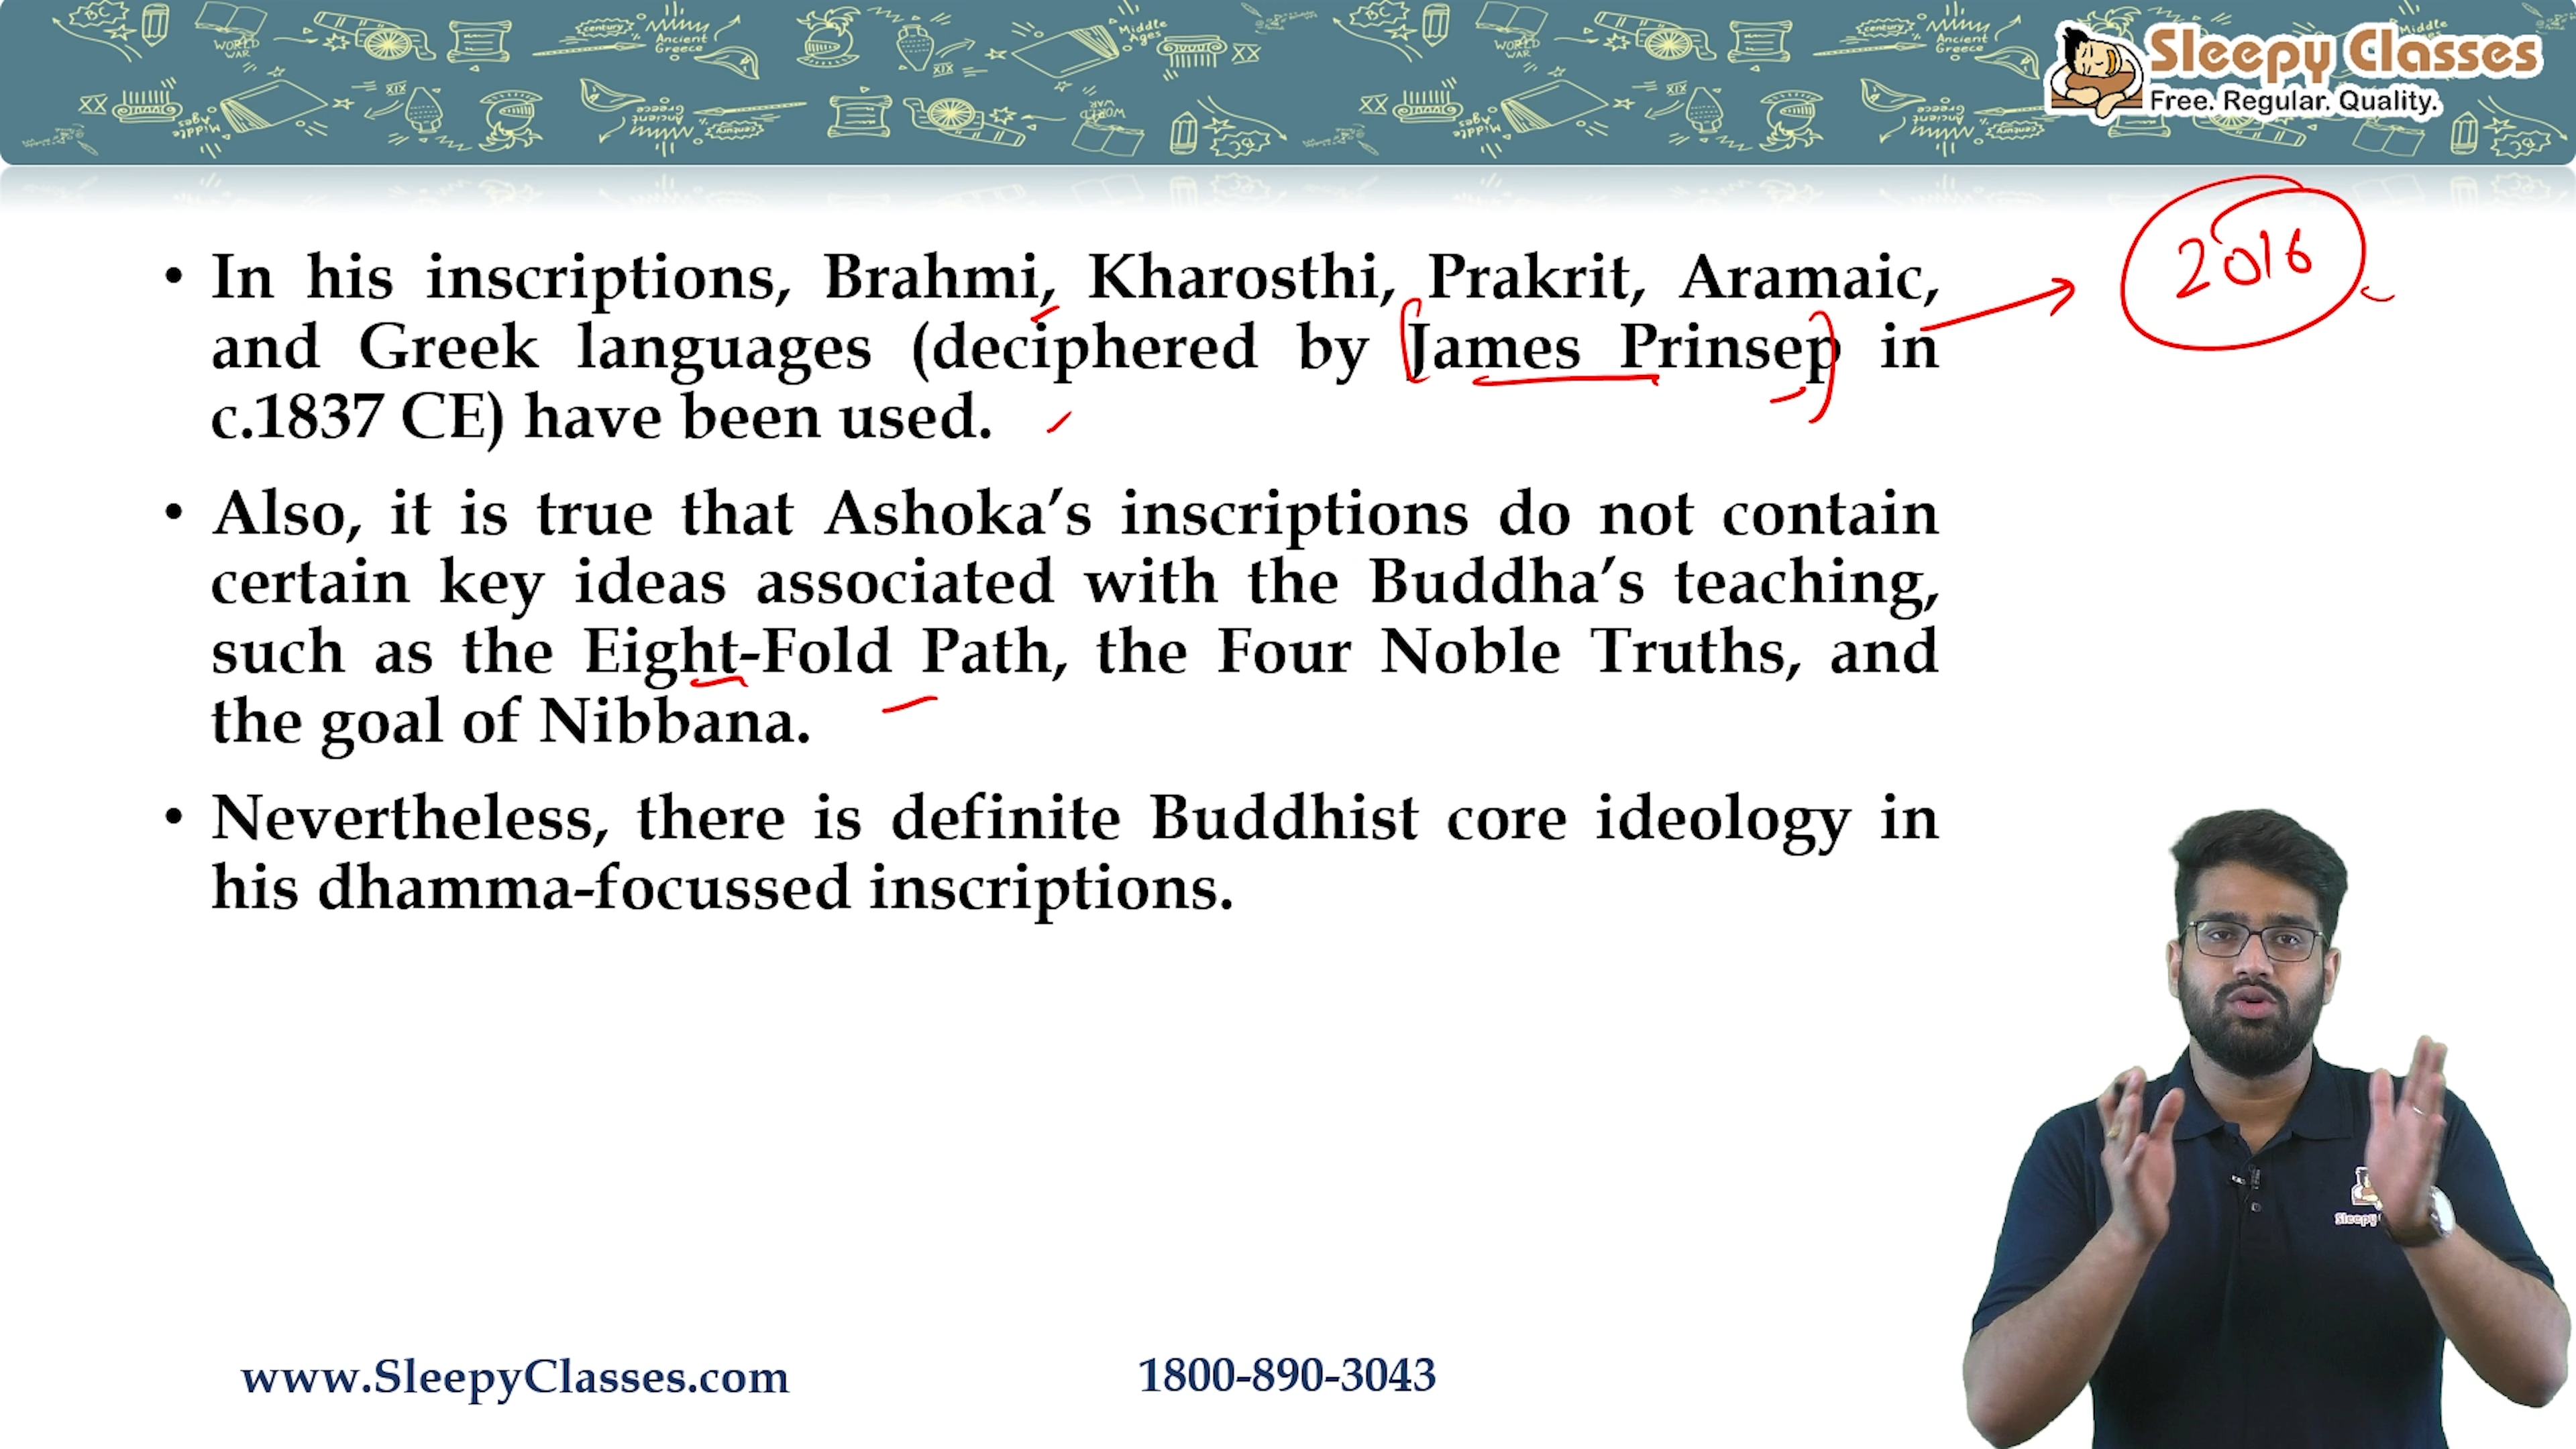 Sleepy Classes
Free. Regular. Quality.
2016
• In his inscriptions, Brahmi, Kharosthi, Prakrit, Aramaic,
and Greek languages (deciphered by James Prinsep in
c.1837 CE) have been used.
• Also, it is true that Ashoka’s inscriptions do not contain
certain key ideas associated with the Buddha’s teaching,
such as the Eight-Fold Path, the Four Noble Truths, and
the goal of Nibbana.
• Nevertheless, there is definite Buddhist core ideology in
his dhamma-focussed inscriptions.
www.SleepyClasses.com
1800-890-3043